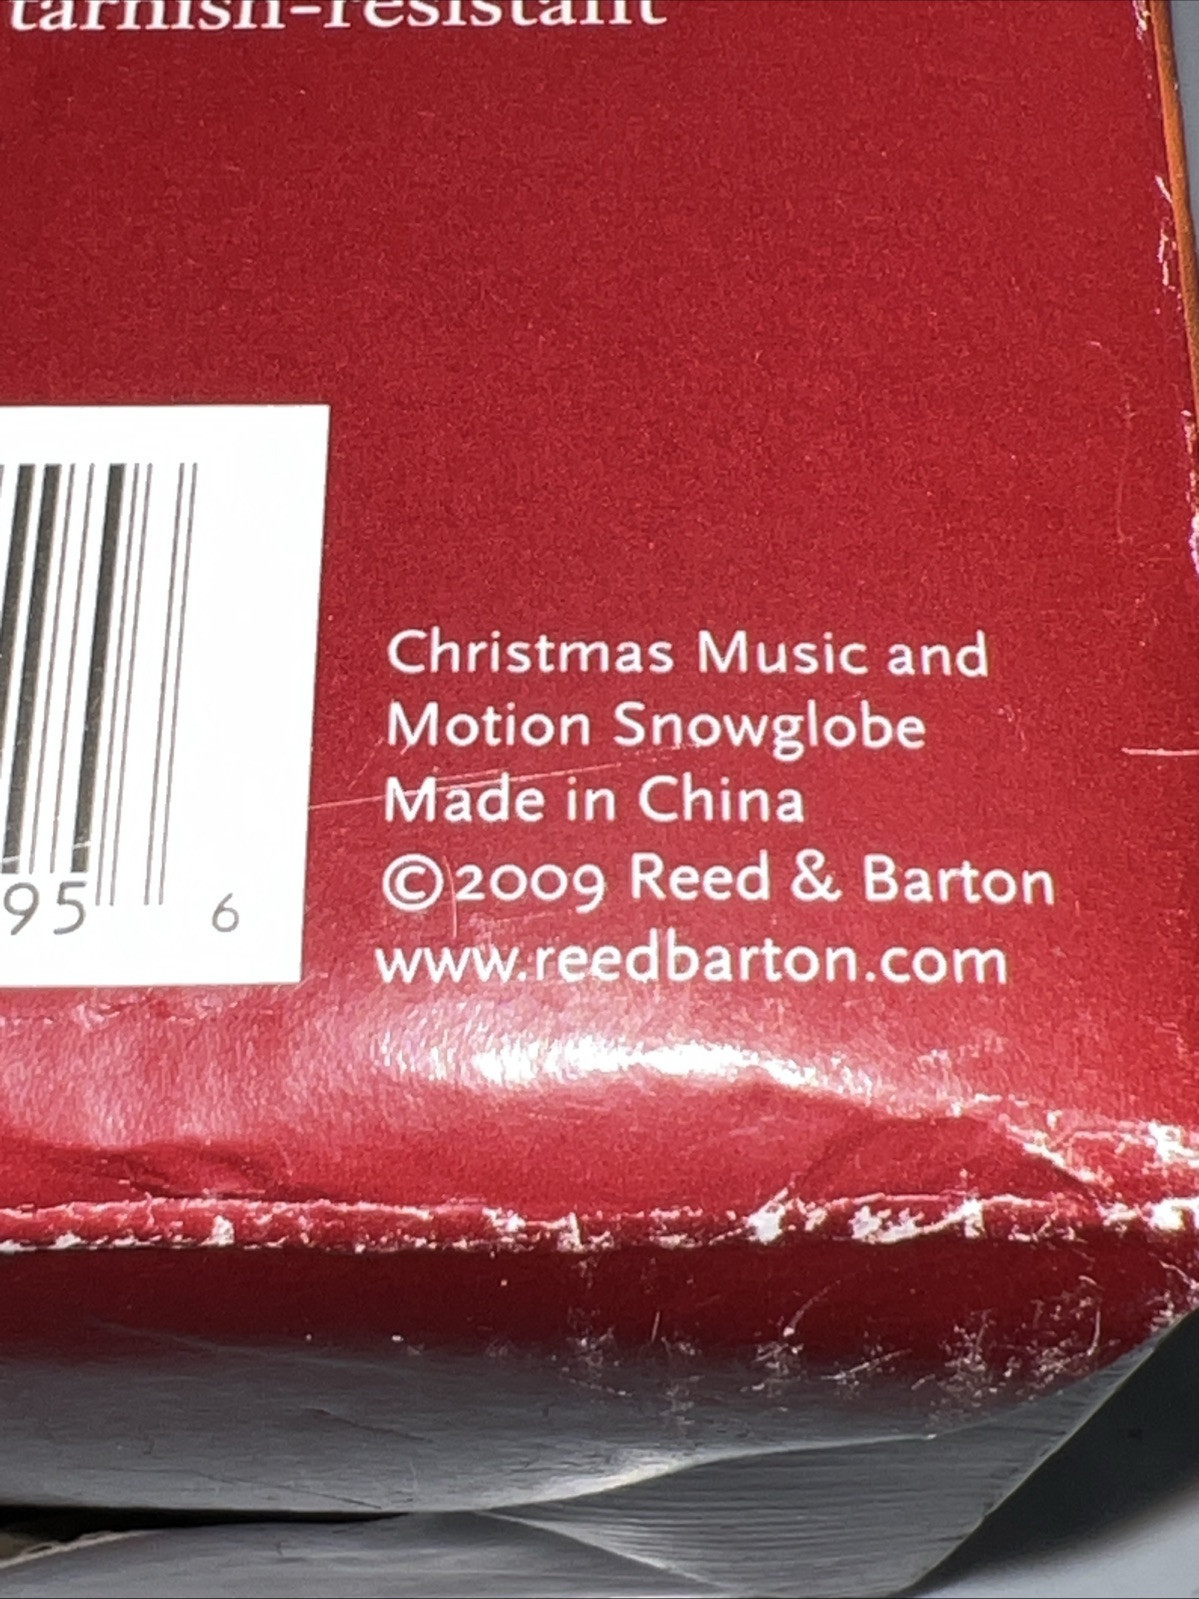 tarnish-resistant
Christmas Music and
Motion Snowglobe
Made in China
©2009 Reed & Barton
www.reedbarton.com
95 6